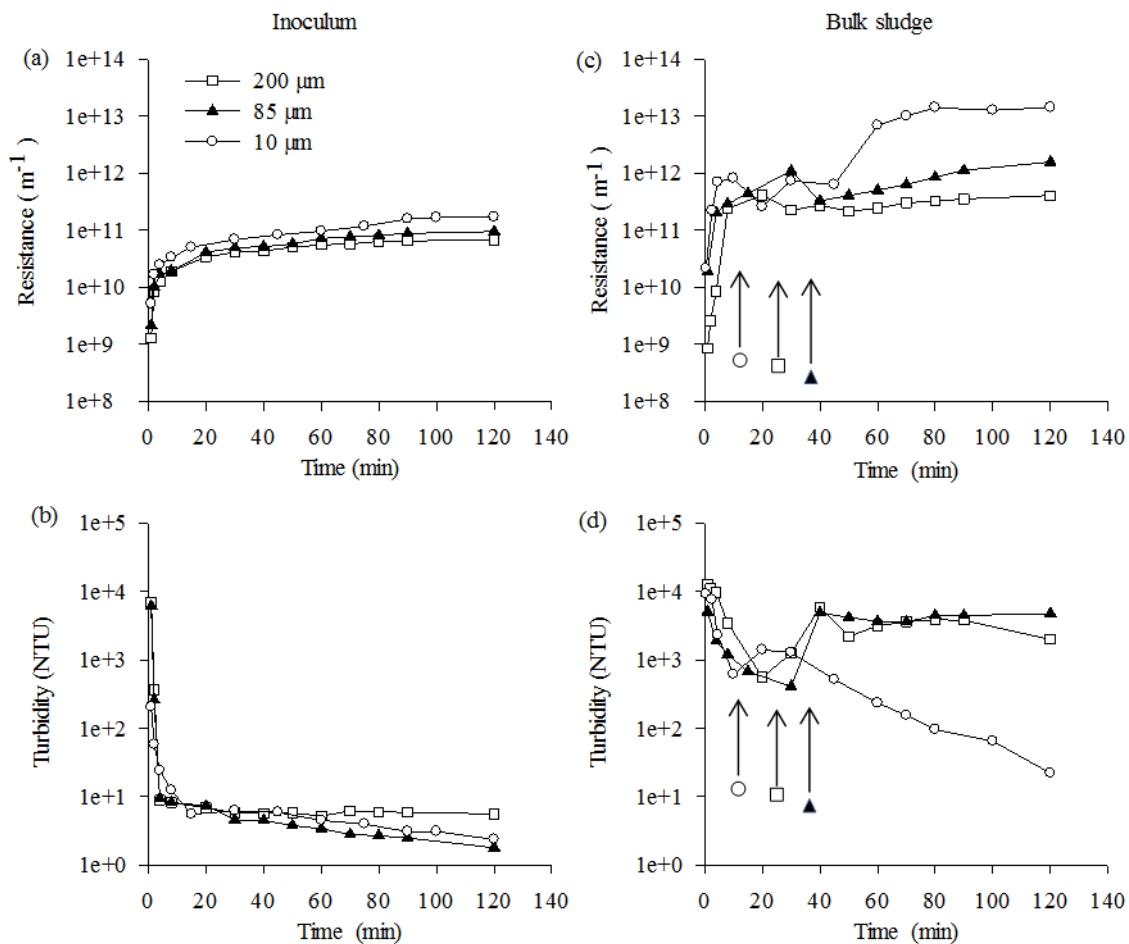 Inoculum
Bulk sludge
(a)
1e+14
1e+13
1e+12
1e+11
1e+10
1e+9
1e+8
Resistance ( m-1 )
200 μm
85 μm
10 μm
0 20 40 60 80 100 120 140
Time (min)
(c)
1e+14
1e+13
1e+12
1e+11
1e+10
1e+9
1e+8
Resistance ( m-1 )
0 20 40 60 80 100 120 140
Time (min)
(b)
1e+5
1e+4
1e+3
1e+2
1e+1
1e+0
Turbidity (NTU)
0 20 40 60 80 100 120 140
Time (min)
(d)
1e+5
1e+4
1e+3
1e+2
1e+1
1e+0
Turbidity (NTU)
0 20 40 60 80 100 120 140
Time (min)